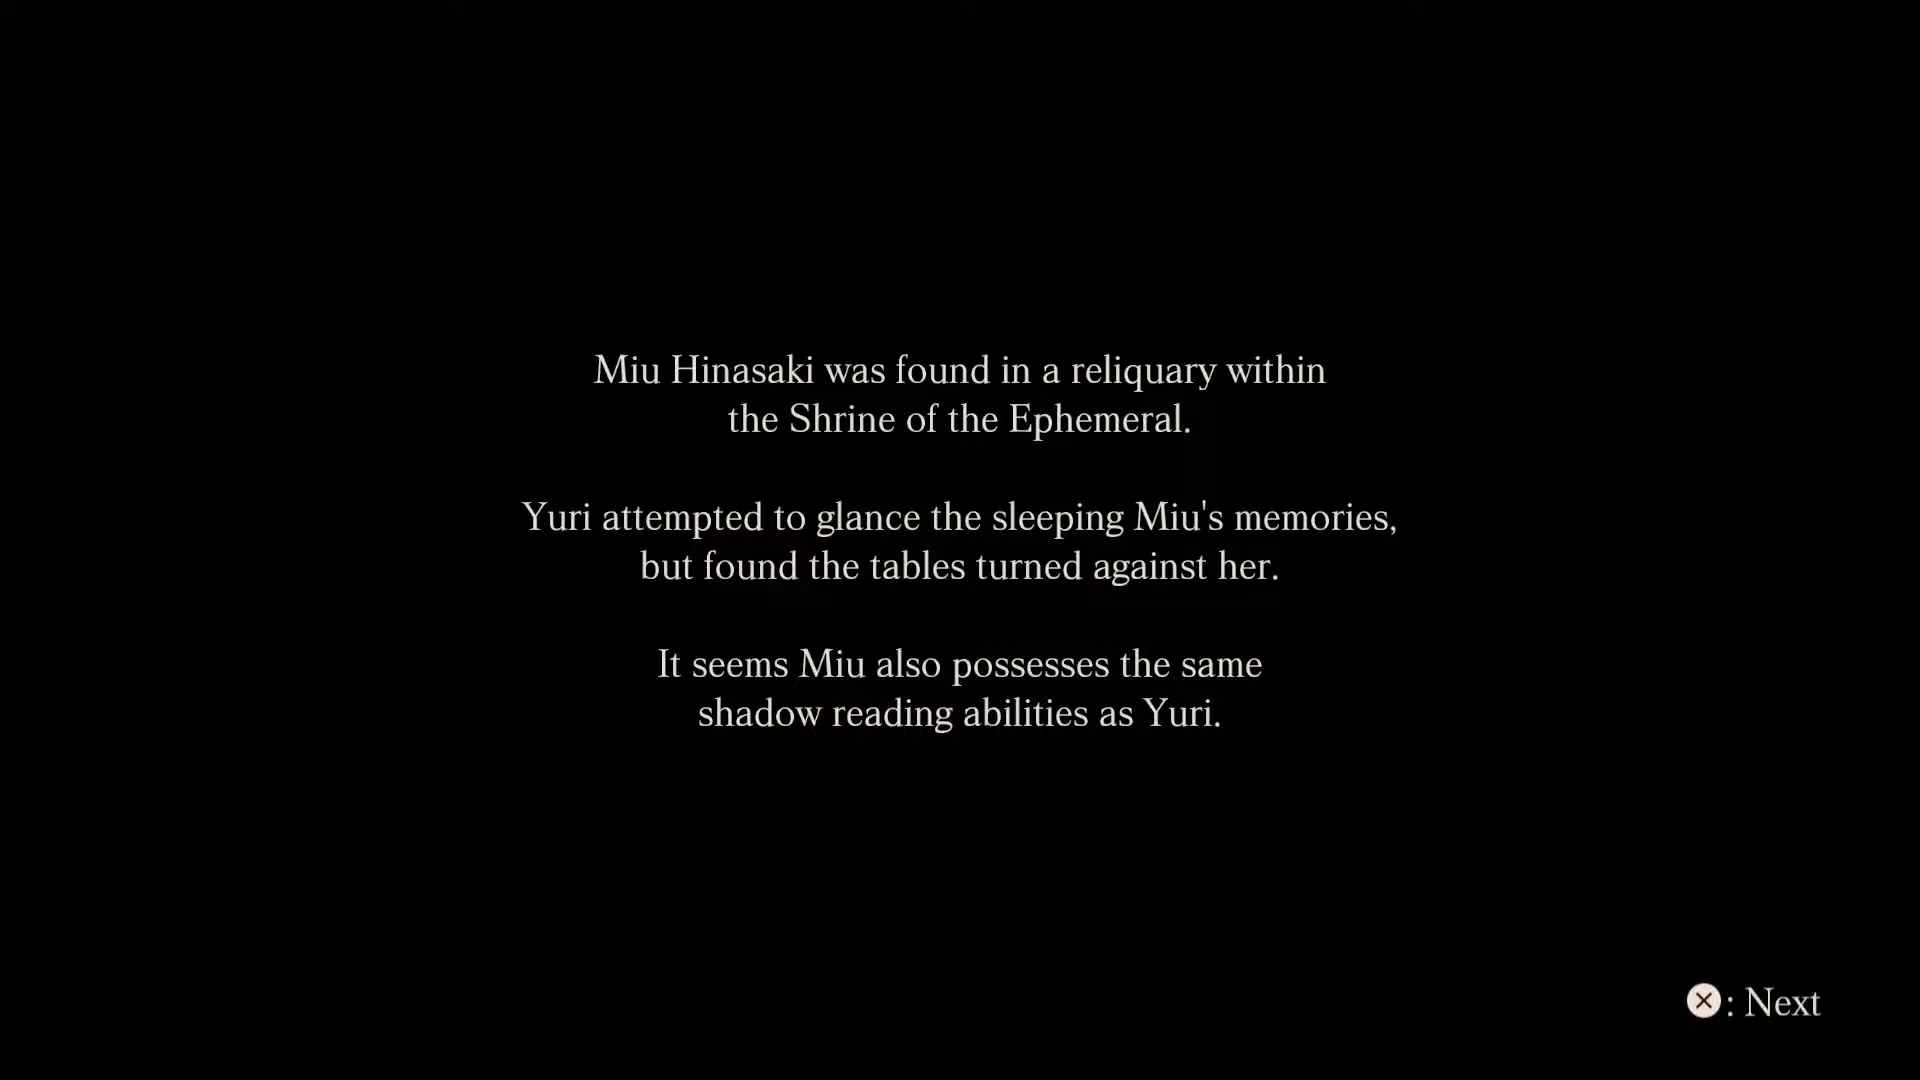 Miu Hinasaki was found in a reliquary within
the Shrine of the Ephemeral.
Yuri attempted to glance the sleeping Miu's memories,
but found the tables turned against her.
It seems Miu also possesses the same
shadow reading abilities as Yuri.
: Next